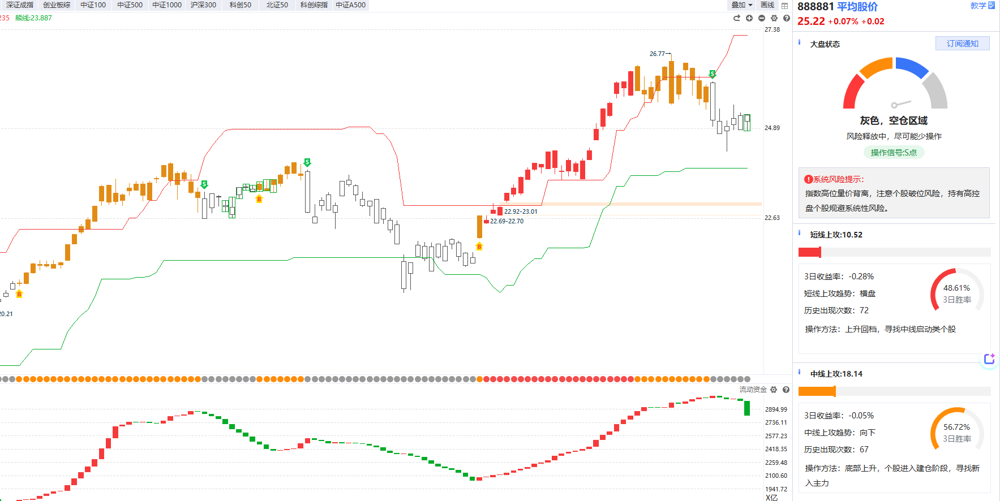 深证成指 创业板综 中证100 中证500 中证1000 沪深300 科创50 北证50 科创综指 中证A500 叠加 画线
235 熊线:23.887
27.38
26.77
S
24.89
S
S
B
B
22.92-23.01
22.63
22.69-22.70
B
B
20.21
流动资金
2894.99
2736.11
2577.23
2418.35
2259.48
2100.60
1941.72
X亿
888881 平均股价 教学
25.22 +0.07% +0.02
大盘状态 订阅通知
灰色，空仓区域
风险释放中，尽可能少操作
操作信号:S点
系统风险提示：
指数高位量价背离，注意个股破位风险，持有高控
盘个股规避系统性风险。
短线上攻:10.52
3日收益率：-0.28%
短线上攻趋势：横盘
历史出现次数：72
48.61%
3日胜率
操作方法：上升回档，寻找中线启动类个股
中线上攻:18.14
3日收益率：-0.05%
中线上攻趋势：向下
历史出现次数：67
56.72%
3日胜率
操作方法：底部上升，个股进入建仓阶段，寻找新
入主力